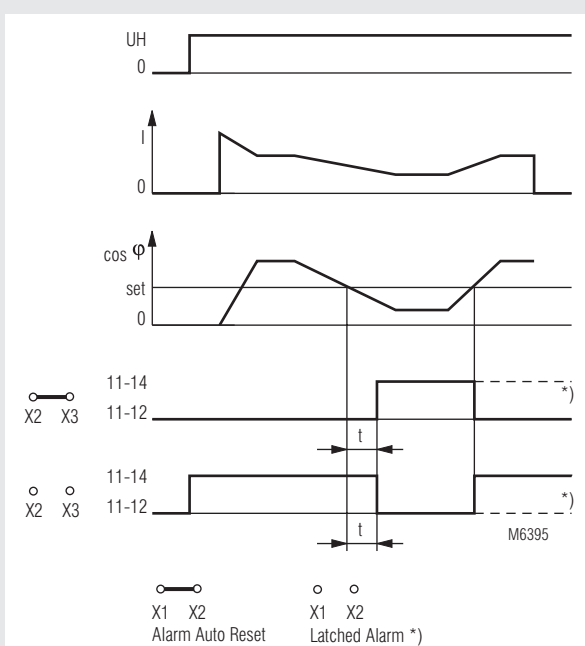 UH
0
I
0
cos φ
set
0
11-14
*)
11-12
X2 X3
t
11-14
11-12
*)
X2 X3
t
M6395
X1 X2
X1 X2
Alarm Auto Reset
Latched Alarm *)